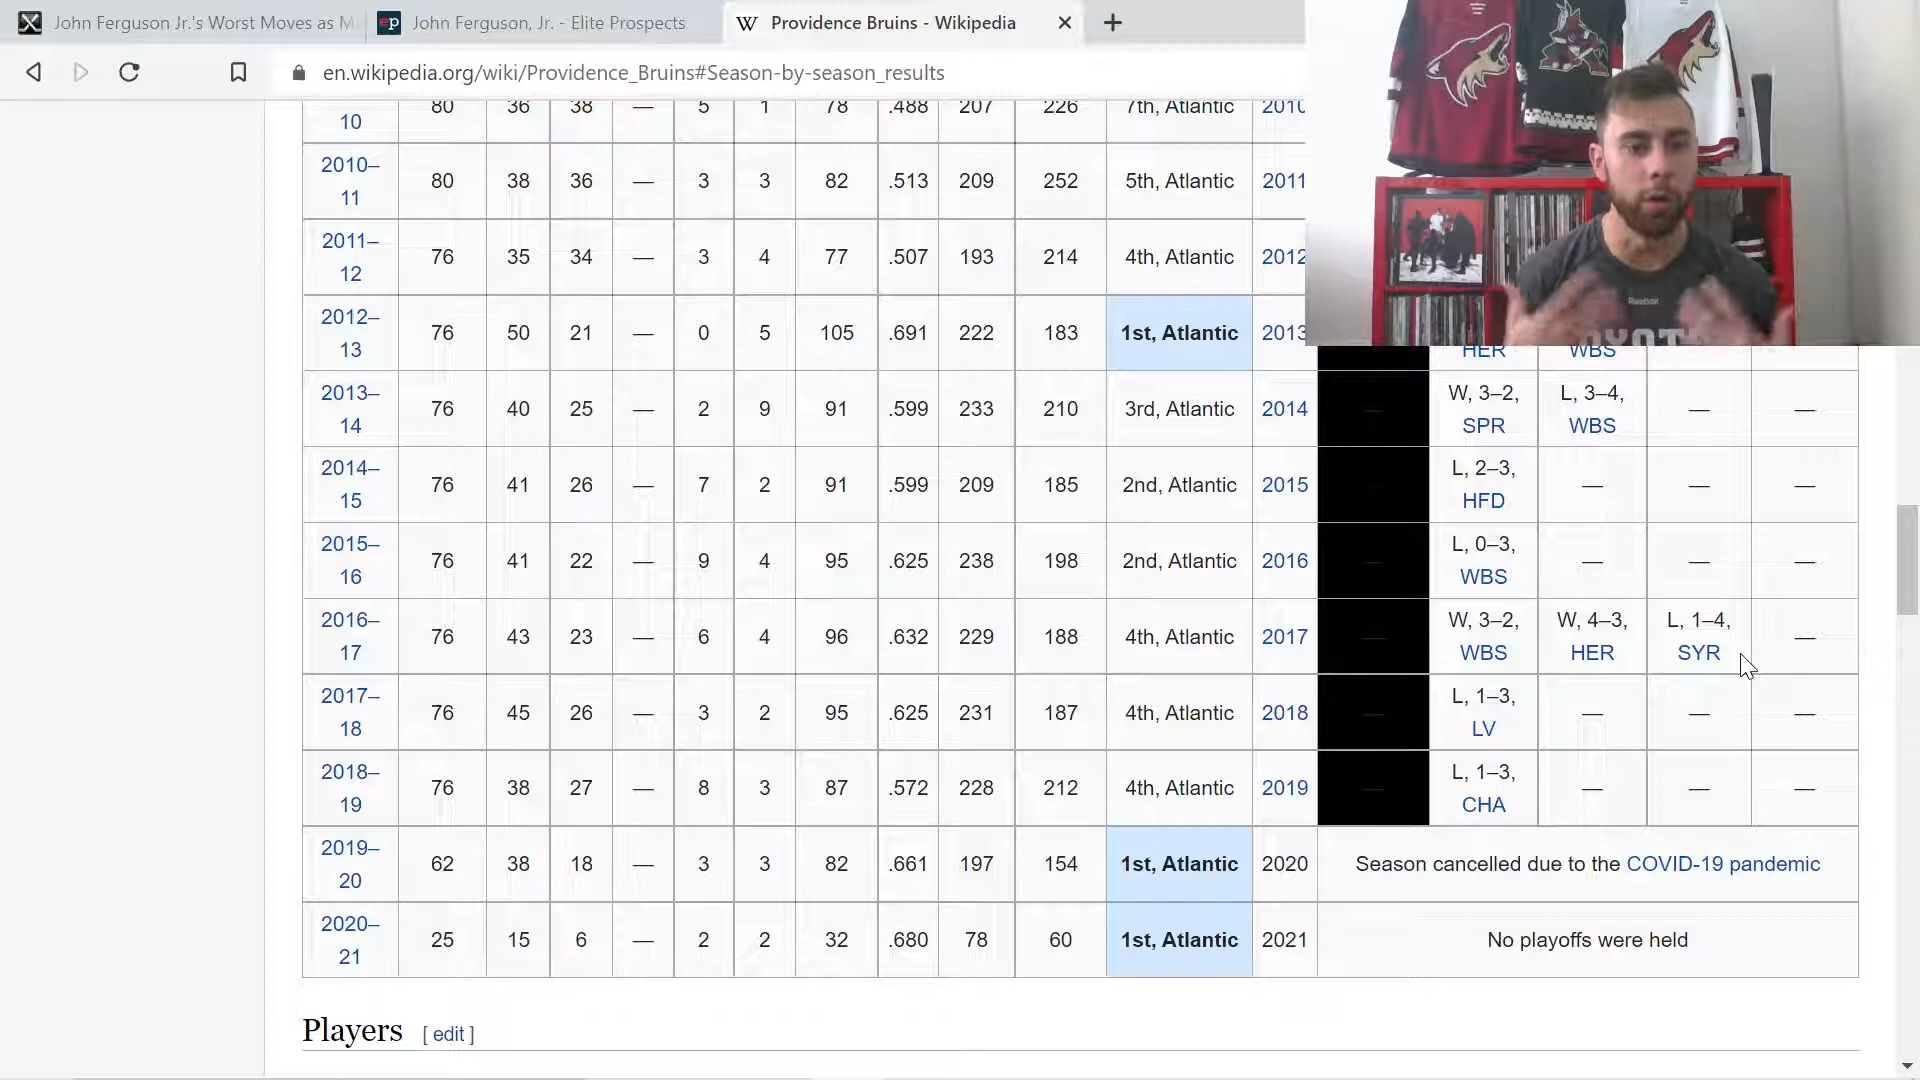 John Ferguson Jr.'s Worst Moves as M
ep John Ferguson, Jr. - Elite Prospects
W Providence Bruins - Wikipedia
en.wikipedia.org/wiki/Providence_Bruins#Season-by-season_results
10 80 36 38 — 5 1 78 .488 207 226 7th, Atlantic 2010
2010–11 80 38 36 — 3 3 82 .513 209 252 5th, Atlantic 2011
2011–12 76 35 34 — 3 4 77 .507 193 214 4th, Atlantic 2012
2012–13 76 50 21 — 0 5 105 .691 222 183 1st, Atlantic 2013 HER WBS
2013–14 76 40 25 — 2 9 91 .599 233 210 3rd, Atlantic 2014 — W, 3–2, SPR L, 3–4, WBS — —
2014–15 76 41 26 — 7 2 91 .599 209 185 2nd, Atlantic 2015 — L, 2–3, HFD — — —
2015–16 76 41 22 — 9 4 95 .625 238 198 2nd, Atlantic 2016 — L, 0–3, WBS — — —
2016–17 76 43 23 — 6 4 96 .632 229 188 4th, Atlantic 2017 — W, 3–2, WBS W, 4–3, HER L, 1–4, SYR —
2017–18 76 45 26 — 3 2 95 .625 231 187 4th, Atlantic 2018 — L, 1–3, LV — — —
2018–19 76 38 27 — 8 3 87 .572 228 212 4th, Atlantic 2019 — L, 1–3, CHA — — —
2019–20 62 38 18 — 3 3 82 .661 197 154 1st, Atlantic 2020 Season cancelled due to the COVID-19 pandemic
2020–21 25 15 6 — 2 2 32 .680 78 60 1st, Atlantic 2021 No playoffs were held
Players [ edit ]
Reebok